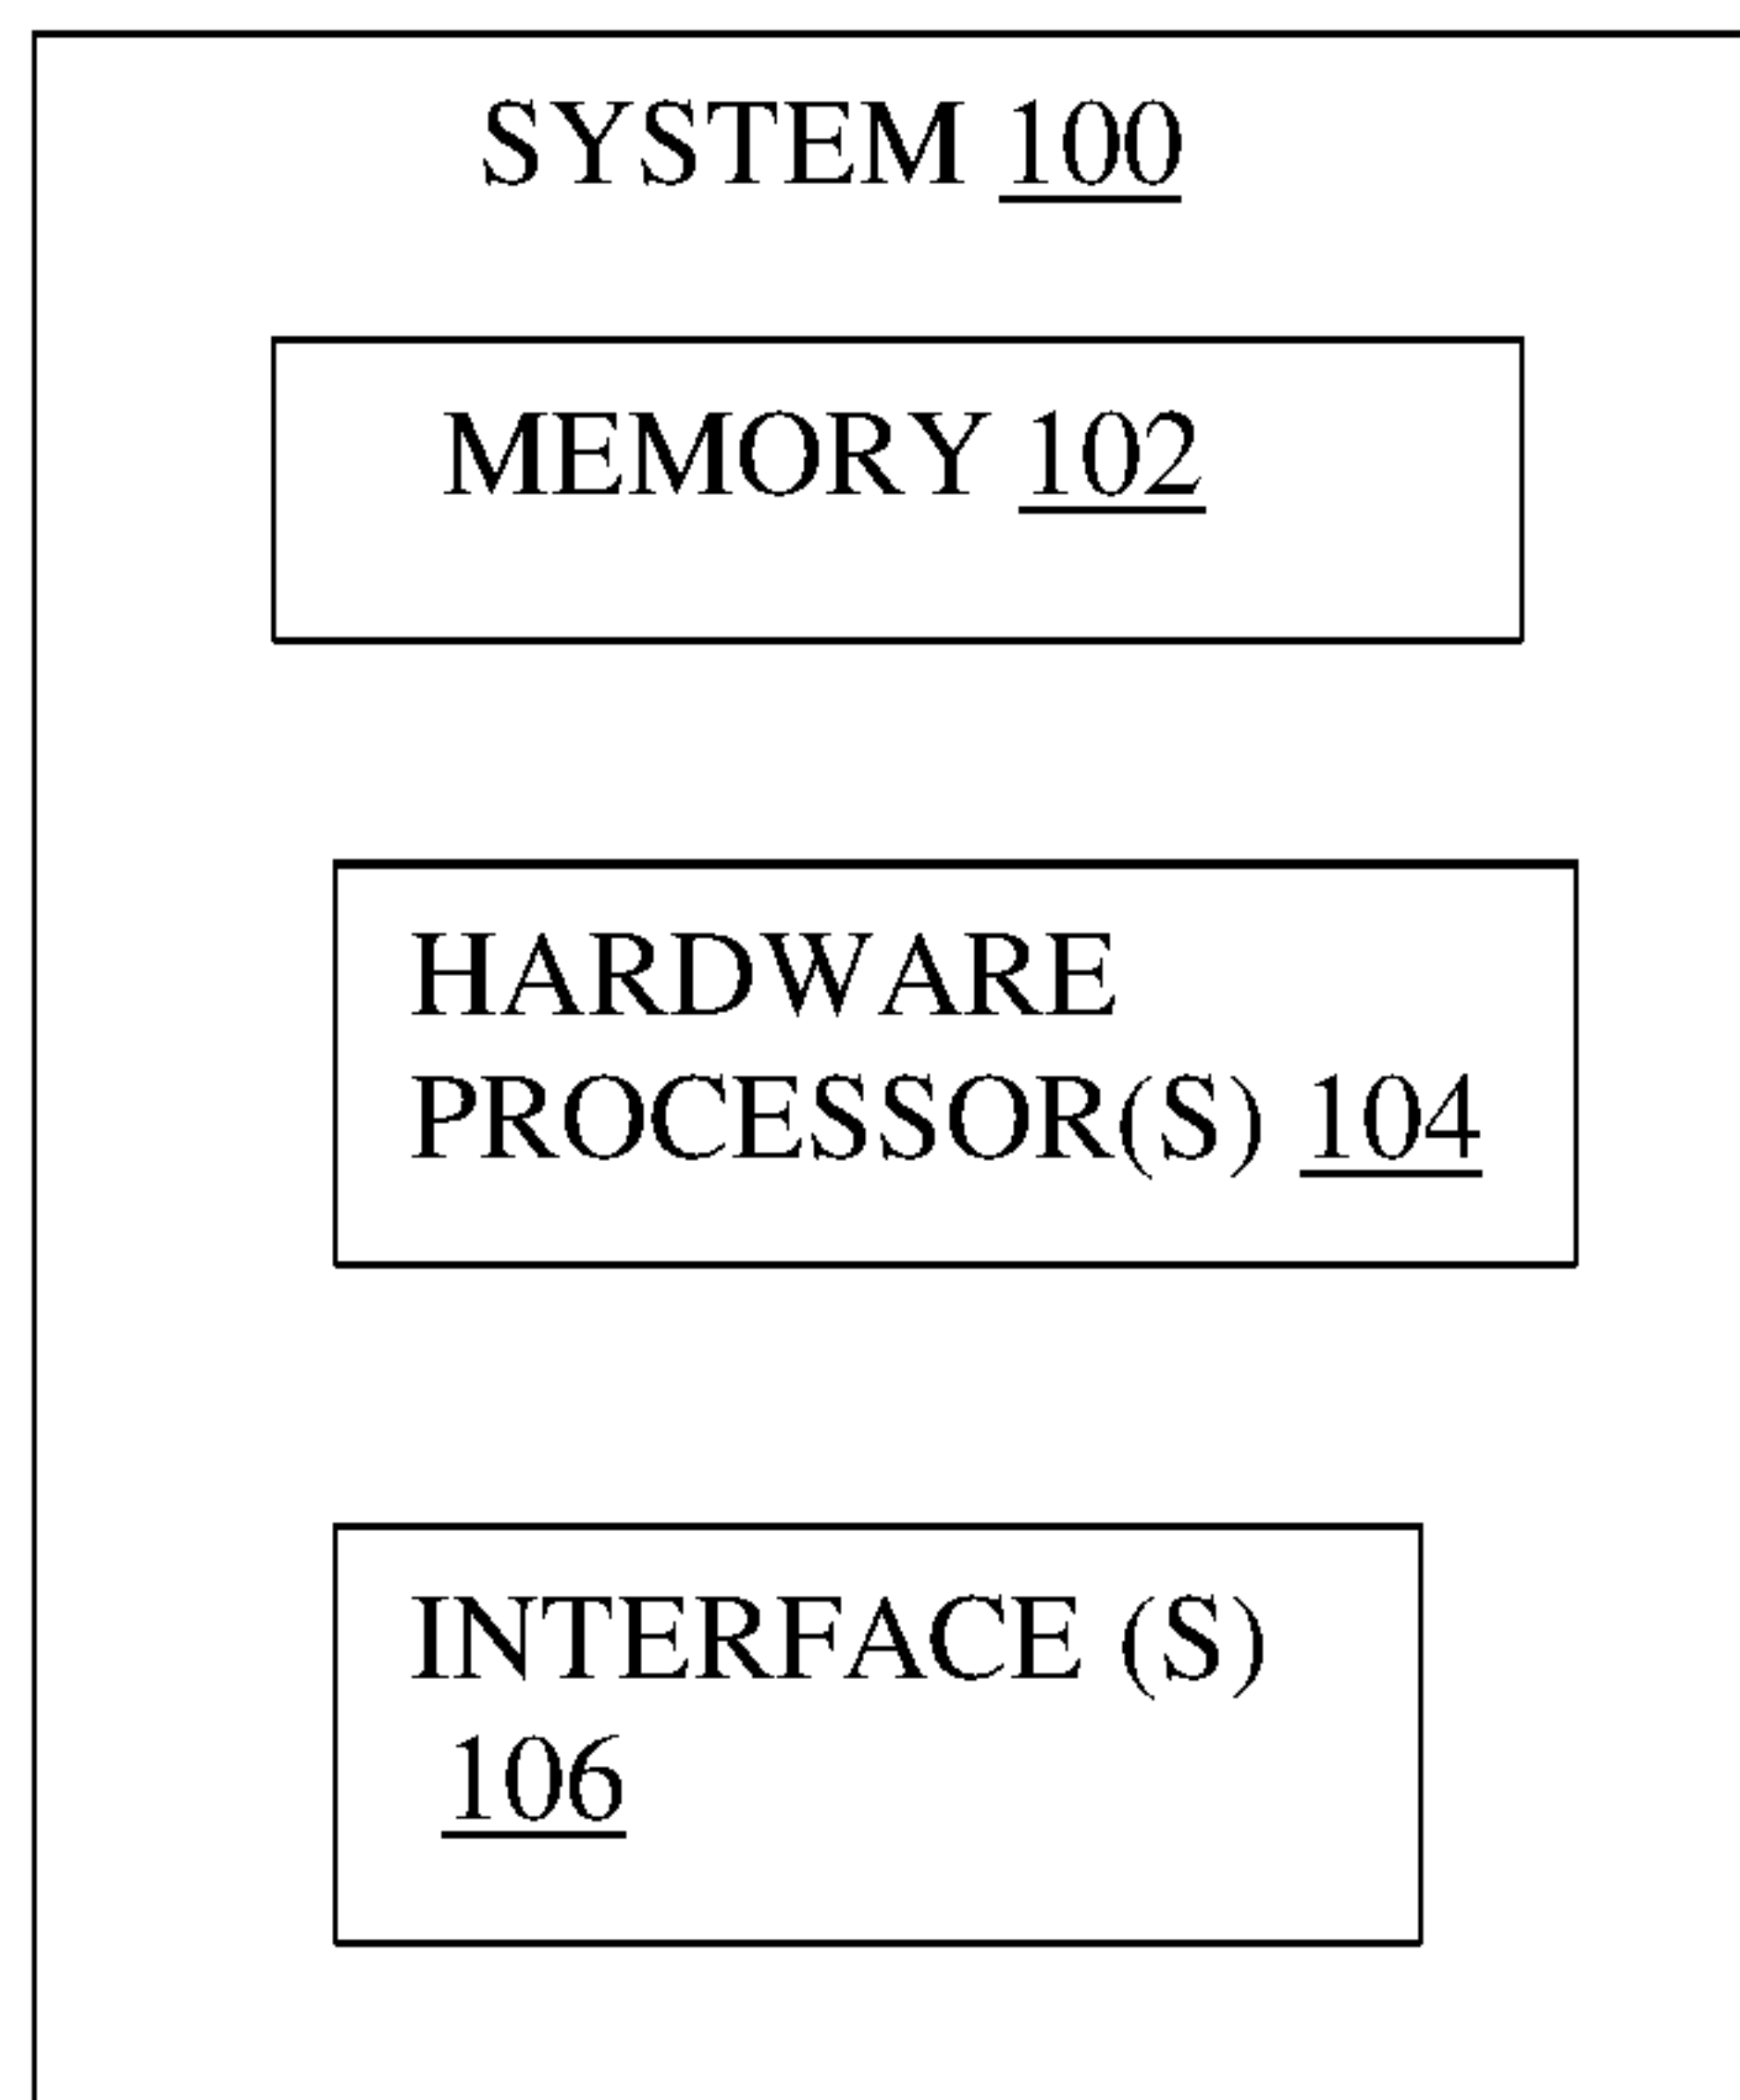 SYSTEM 100
MEMORY 102
HARDWARE
PROCESSOR(S) 104
INTERFACE (S)
106